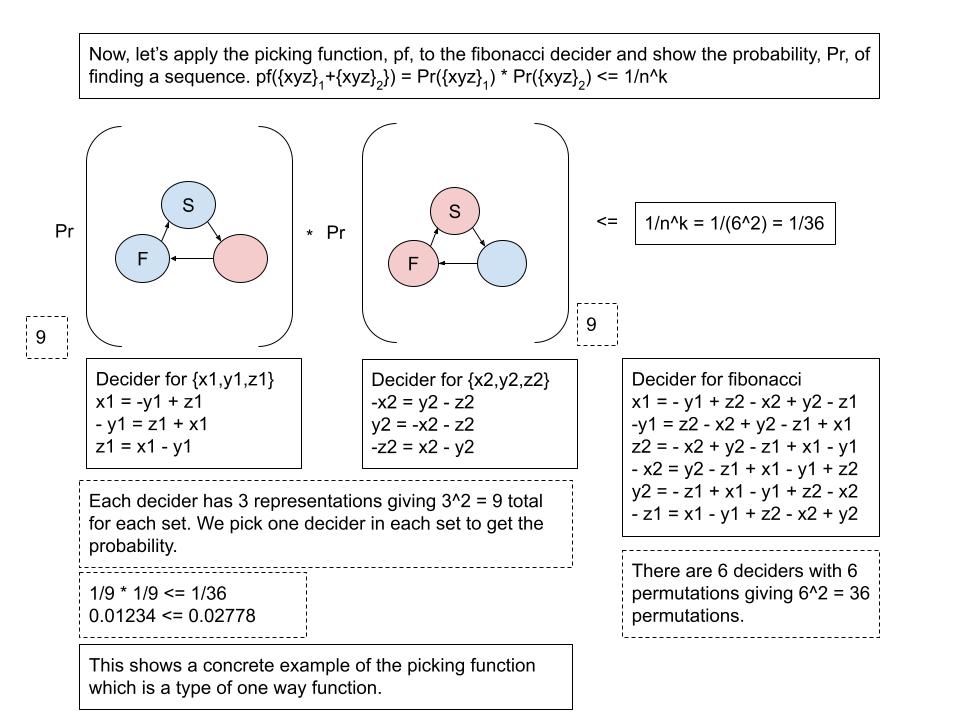 Now, let's apply the picking function, pf, to the fibonacci decider and show the probability, Pr, of
finding a sequence. pf({xyz}1+{xyz}2}) = Pr({xyz}1) * Pr({xyz}2) <= 1/n^k
Pr
S
F
* Pr
S
F
<=
1/n^k = 1/(6^2) = 1/36
9
9
Decider for {x1,y1,z1}
x1 = -y1 + z1
- y1 = z1 + x1
z1 = x1 - y1
Decider for {x2,y2,z2}
-x2 = y2 - z2
y2 = -x2 - z2
-z2 = x2 - y2
Decider for fibonacci
x1 = - y1 + z2 - x2 + y2 - z1
-y1 = z2 - x2 + y2 - z1 + x1
z2 = - x2 + y2 - z1 + x1 - y1
- x2 = y2 - z1 + x1 - y1 + z2
y2 = - z1 + x1 - y1 + z2 - x2
- z1 = x1 - y1 + z2 - x2 + y2
Each decider has 3 representations giving 3^2 = 9 total
for each set. We pick one decider in each set to get the
probability.
1/9 * 1/9 <= 1/36
0.01234 <= 0.02778
There are 6 deciders with 6
permutations giving 6^2 = 36
permutations.
This shows a concrete example of the picking function
which is a type of one way function.